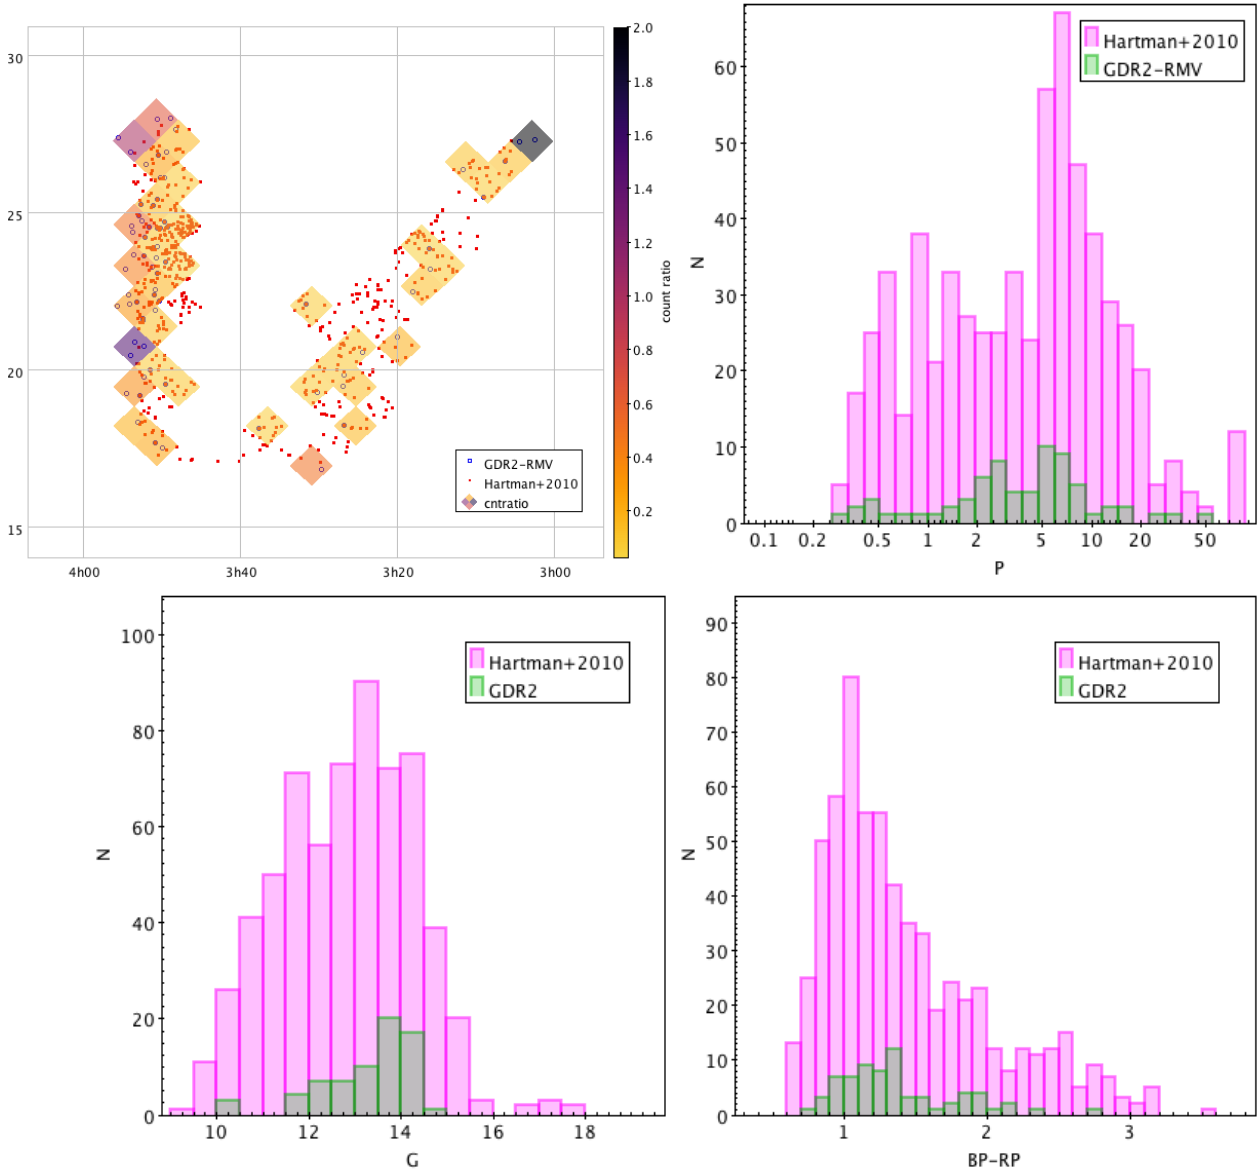 30
25
20
15
4h00
3h40
3h20
3h00
GDR2-RMV
Hartman+2010
cntratio
2.0
1.8
1.6
1.4
1.2
1.0
0.8
0.6
0.4
0.2
count ratio
Hartman+2010
GDR2-RMV
60
50
40
30
20
10
0
N
0.1
0.2
0.5
1
2
5
10
20
50
P
Hartman+2010
GDR2
100
80
60
40
20
0
N
10
12
14
16
18
G
Hartman+2010
GDR2
90
80
70
60
50
40
30
20
10
0
N
1
2
3
BP-RP